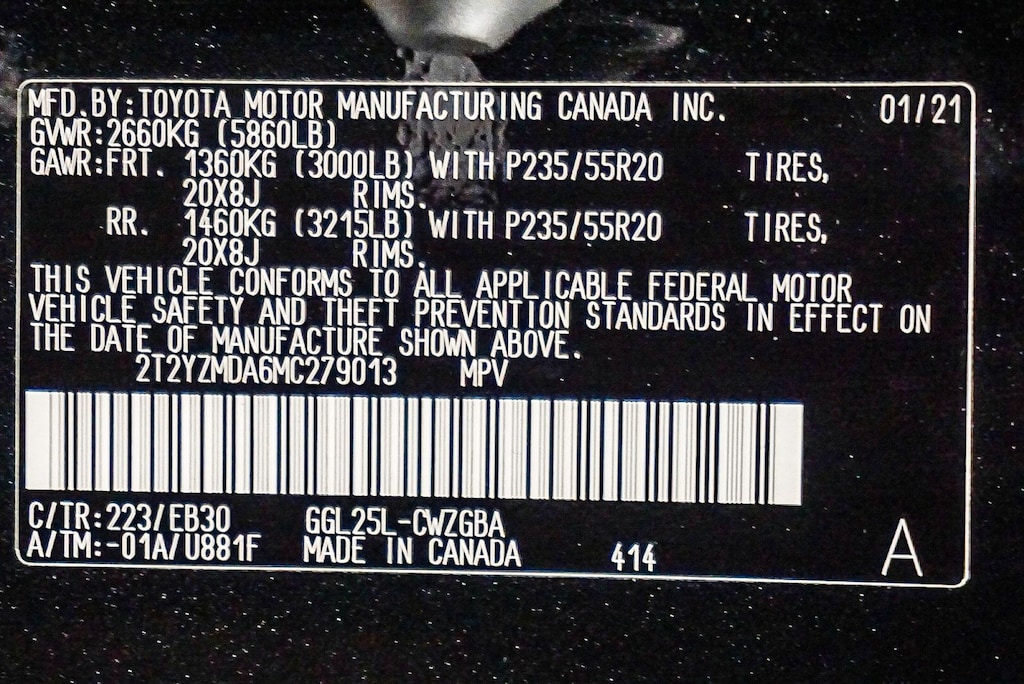 MFD.BY:TOYOTA MOTOR MANUFACTURING CANADA INC. 01/21
GVWR:2660KG (5860LB)
GAWR:FRT. 1360KG (3000LB) WITH P235/55R20 TIRES,
20X8J RIMS.
RR. 1460KG (3215LB) WITH P235/55R20 TIRES,
20X8J RIMS.
THIS VEHICLE CONFORMS TO ALL APPLICABLE FEDERAL MOTOR
VEHICLE SAFETY AND THEFT PREVENTION STANDARDS IN EFFECT ON
THE DATE OF MANUFACTURE SHOWN ABOVE.
2T2YZMDA6MC279013 MPV
C/TR:223/EB30 GGL25L-CWZGBA
A/TM:-01A/U881F MADE IN CANADA 414 A